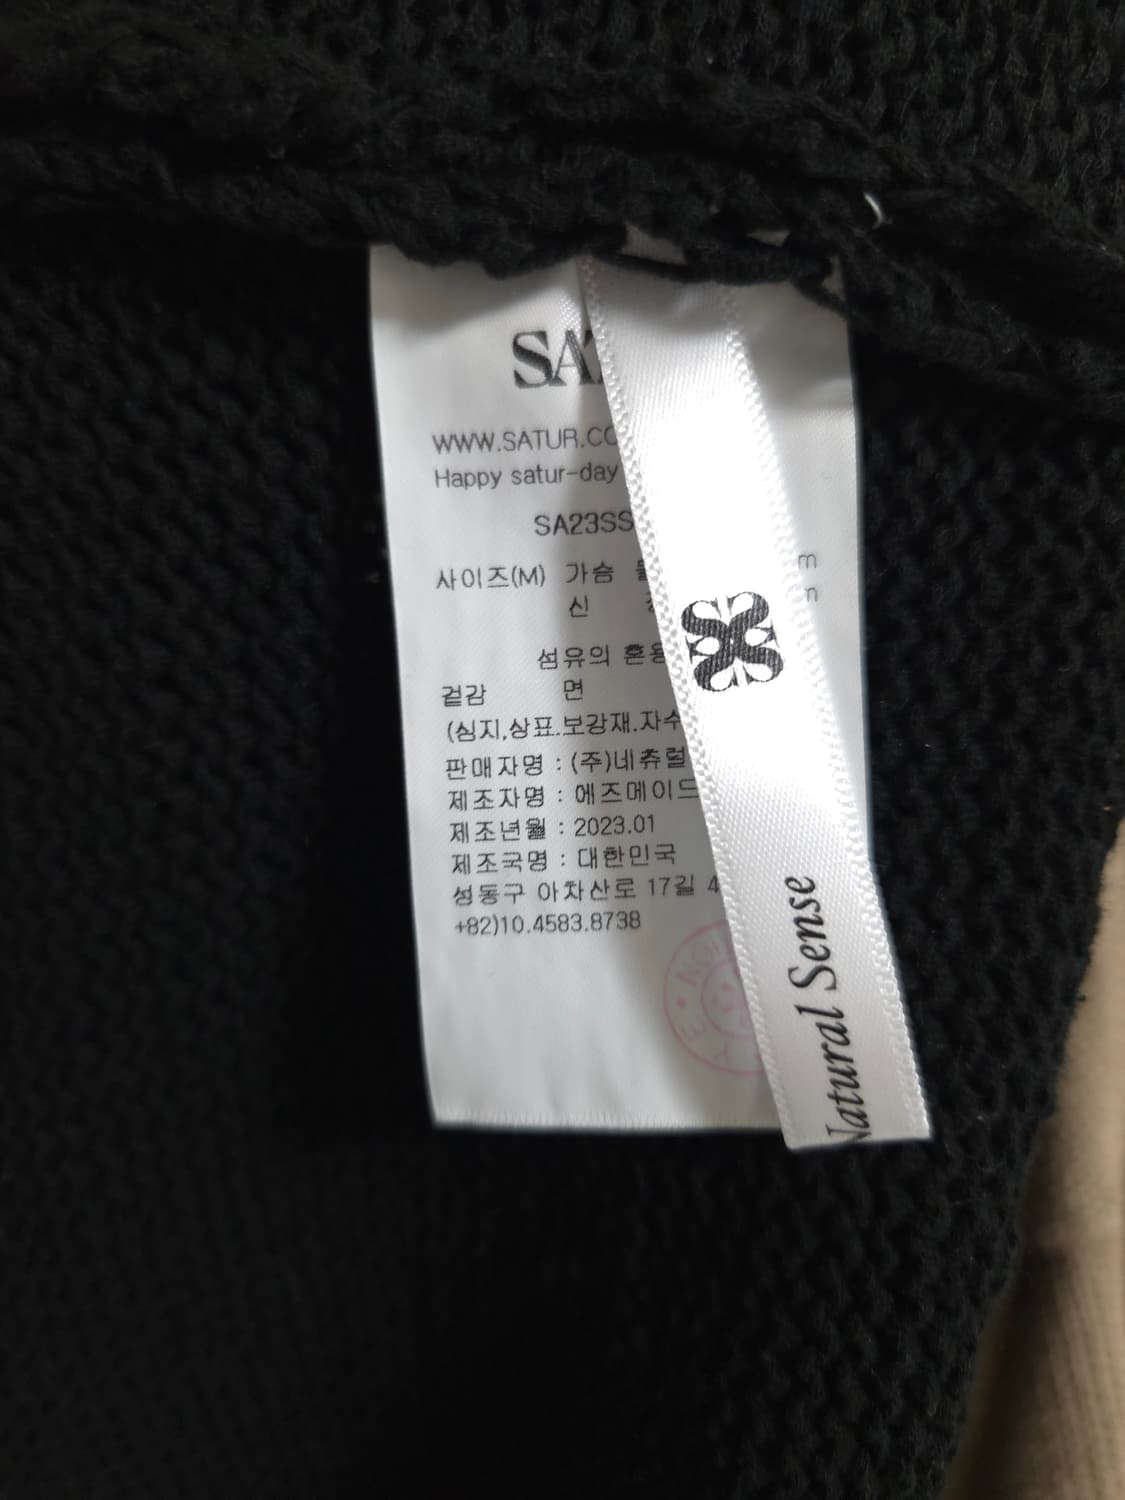 SAT
WWW.SATUR.CO
Happy satur-day
SA23SS
사이즈(M) 가슴
신
m
m
섬유의 혼용
겉감 면
(심지,상표.보강재.자수
판매자명 : (주)네츄럴
제조자명 : 에즈메이드
제조년월 : 2023.01
제조국명 : 대한민국
성동구 아차산로 17길 4
+82)10.4583.8738
Natural Sense